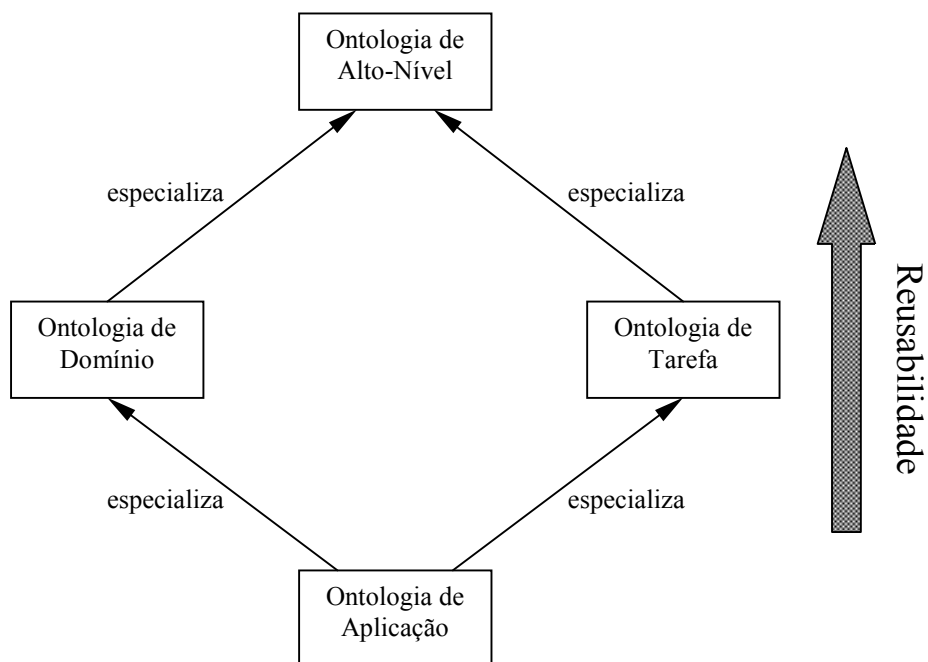 Ontologia de
Alto-Nível
especializa
especializa
Ontologia de
Domínio
Ontologia de
Tarefa
Reusabilidade
especializa
especializa
Ontologia de
Aplicação